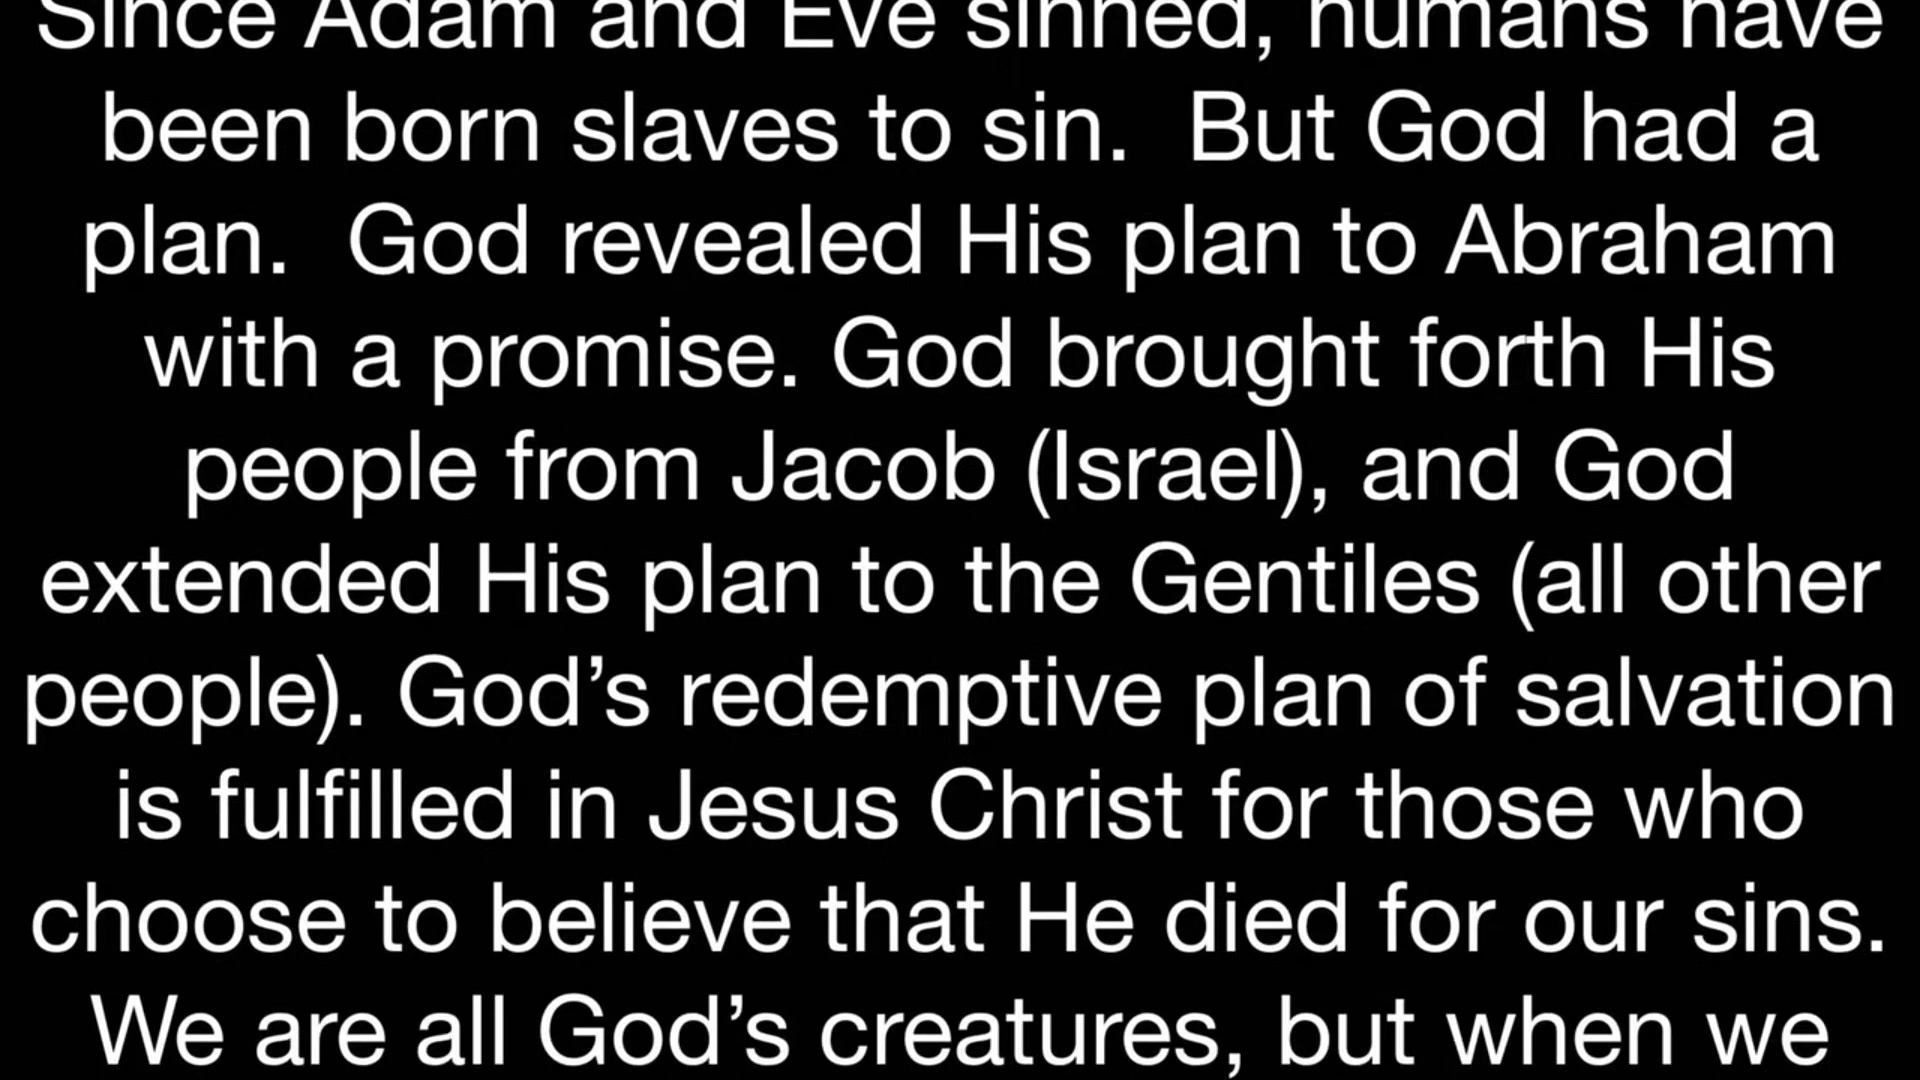 Since Adam and Eve sinned, humans have
been born slaves to sin.  But God had a
plan.  God revealed His plan to Abraham
with a promise. God brought forth His
people from Jacob (Israel), and God
extended His plan to the Gentiles (all other
people). God’s redemptive plan of salvation
is fulfilled in Jesus Christ for those who
choose to believe that He died for our sins.
We are all God’s creatures, but when we